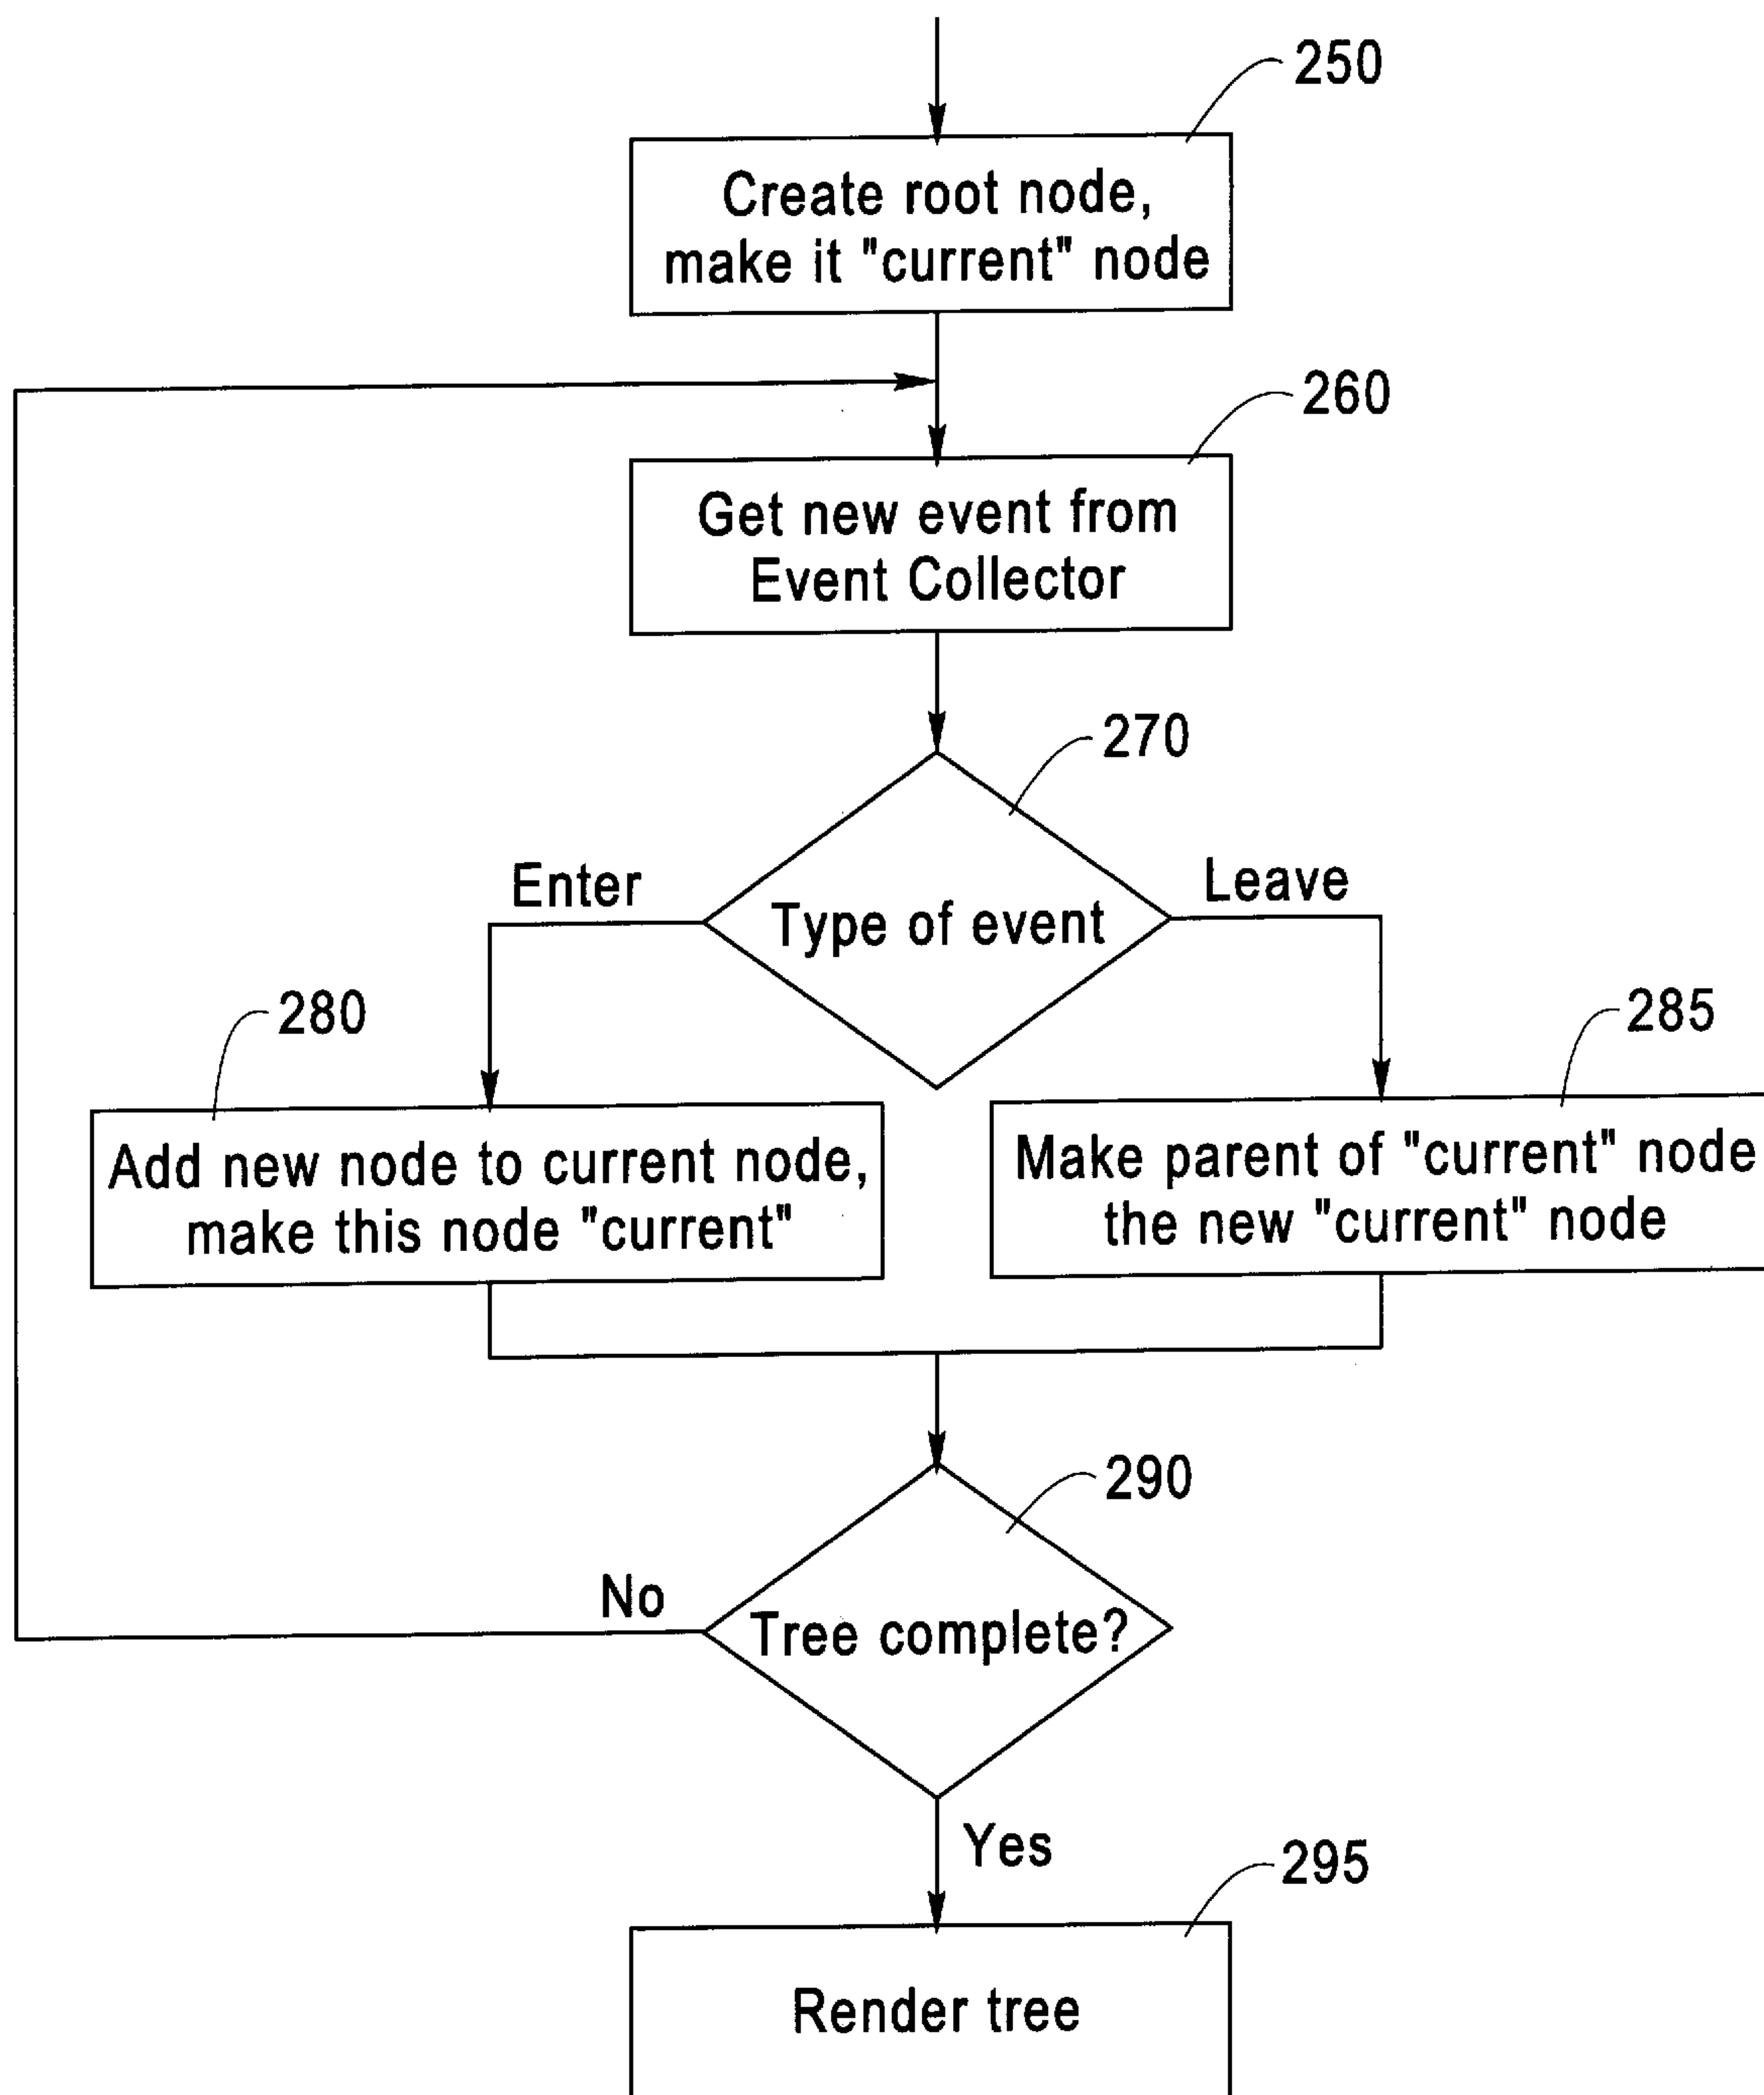 250
Create root node,
make it "current" node
260
Get new event from
Event Collector
270
Enter
Leave
Type of event
280
285
Add new node to current node,
make this node "current"
Make parent of "current" node
the new "current" node
290
No
Tree complete?
Yes
295
Render tree